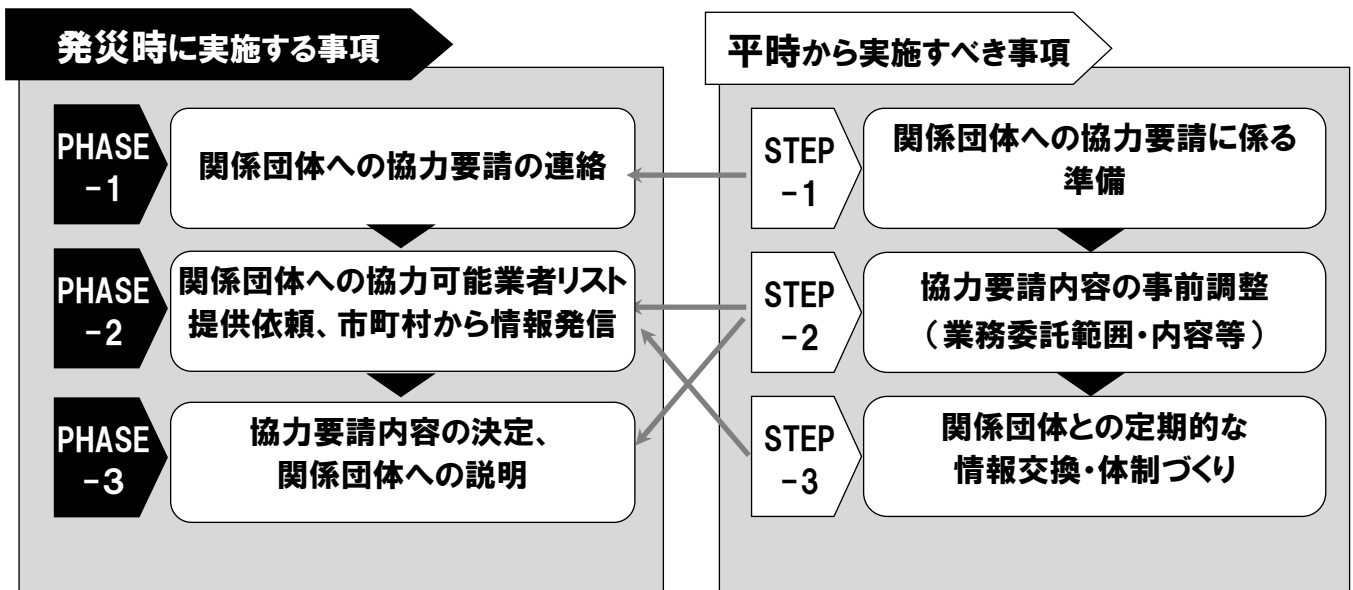 発災時に実施する事項
PHASE
-1
関係団体への協力要請の連絡
PHASE
-2
関係団体への協力可能業者リスト
提供依頼、市町村から情報発信
PHASE
-3
協力要請内容の決定、
関係団体への説明
平時から実施すべき事項
STEP
-1
関係団体への協力要請に係る
準備
STEP
-2
協力要請内容の事前調整
（業務委託範囲・内容等）
STEP
-3
関係団体との定期的な
情報交換・体制づくり